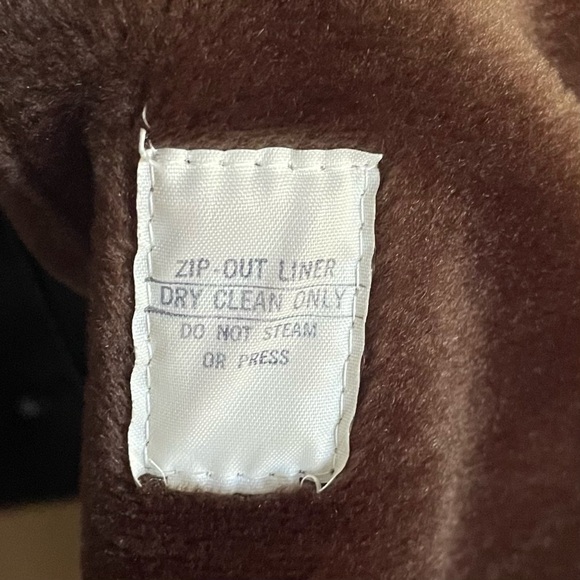 ZIP-OUT LINER
DRY CLEAN ONLY
DO NOT STEAM
OR PRESS